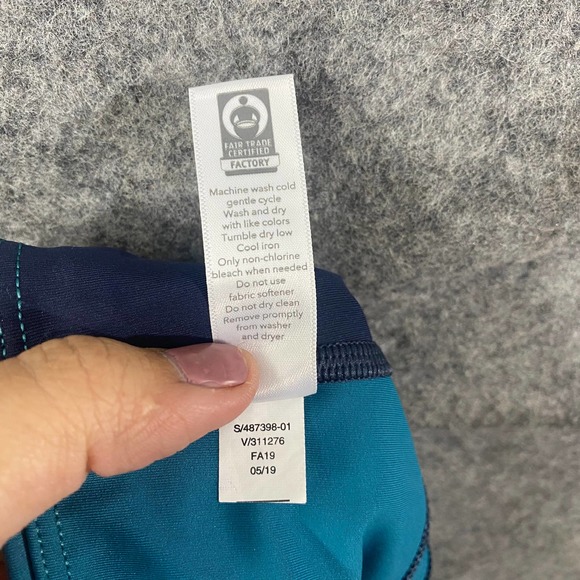 FAIR TRADE
CERTIFIED
FACTORY
Machine wash cold
gentle cycle
Wash and dry
with like colors
Tumble dry low
Cool iron
Only non-chlorine
bleach when needed
Do not use
fabric softener
Do not dry clean
Remove promptly
from washer
and dryer
S/487398-01
V/311276
FA19
05/19